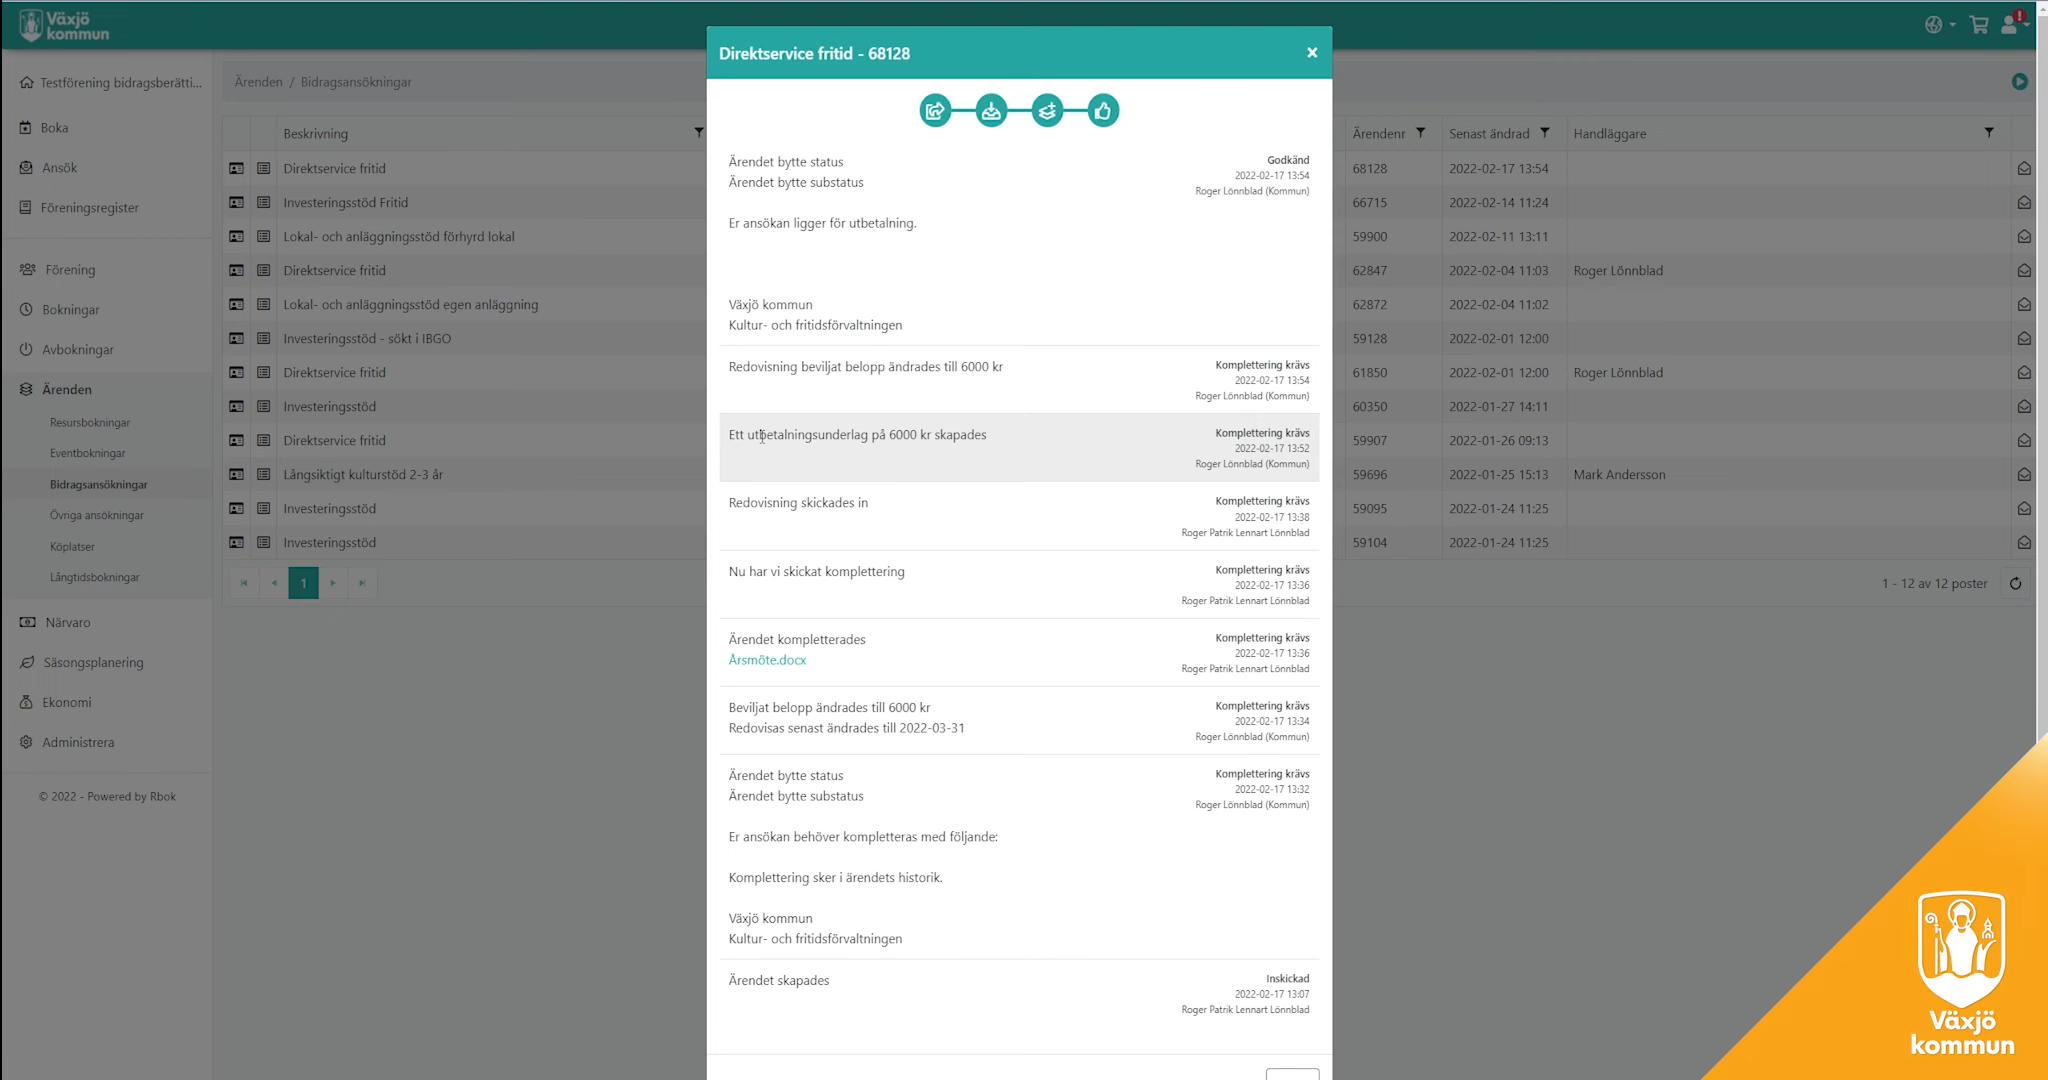 Växjö
kommun
Testförening bidragsberätti...
Boka
Ansök
Föreningsregister
Förening
Bokningar
Avbokningar
Ärenden
Resursbokningar
Eventbokningar
Bidragsansökningar
Övriga ansökningar
Köplatser
Långtidsbokningar
Närvaro
Säsongsplanering
Ekonomi
Administrera
© 2022 - Powered by Rbok
Ärenden / Bidragsansökningar
Beskrivning
Direktservice fritid
Investeringsstöd Fritid
Lokal- och anläggningsstöd förhyrd lokal
Direktservice fritid
Lokal- och anläggningsstöd egen anläggning
Investeringsstöd - sökt i IBGO
Direktservice fritid
Investeringsstöd
Direktservice fritid
Långsiktigt kulturstöd 2-3 år
Investeringsstöd
Investeringsstöd
1
Direktservice fritid - 68128
Ärendet bytte status
Ärendet bytte substatus
Er ansökan ligger för utbetalning.
Växjö kommun
Kultur- och fritidsförvaltningen
Godkänd
2022-02-17 13:54
Roger Lönnblad (Kommun)
Redovisning beviljat belopp ändrades till 6000 kr
Komplettering krävs
2022-02-17 13:54
Roger Lönnblad (Kommun)
Ett utbetalningsunderlag på 6000 kr skapades
Komplettering krävs
2022-02-17 13:52
Roger Lönnblad (Kommun)
Redovisning skickades in
Komplettering krävs
2022-02-17 13:38
Roger Patrik Lennart Lönnblad
Nu har vi skickat komplettering
Komplettering krävs
2022-02-17 13:36
Roger Patrik Lennart Lönnblad
Ärendet kompletterades
Årsmöte.docx
Komplettering krävs
2022-02-17 13:36
Roger Patrik Lennart Lönnblad
Beviljat belopp ändrades till 6000 kr
Redovisas senast ändrades till 2022-03-31
Komplettering krävs
2022-02-17 13:34
Roger Lönnblad (Kommun)
Ärendet bytte status
Ärendet bytte substatus
Er ansökan behöver kompletteras med följande:
Komplettering sker i ärendets historik.
Växjö kommun
Kultur- och fritidsförvaltningen
Komplettering krävs
2022-02-17 13:32
Roger Lönnblad (Kommun)
Ärendet skapades
Inskickad
2022-02-17 13:07
Roger Patrik Lennart Lönnblad
Ärendenr Senast ändrad Handläggare
68128 2022-02-17 13:54
66715 2022-02-14 11:24
59900 2022-02-11 13:11
62847 2022-02-04 11:03 Roger Lönnblad
62872 2022-02-04 11:02
59128 2022-02-01 12:00
61850 2022-02-01 12:00 Roger Lönnblad
60350 2022-01-27 14:11
59907 2022-01-26 09:13
59696 2022-01-25 15:13 Mark Andersson
59095 2022-01-24 11:25
59104 2022-01-24 11:25
1 - 12 av 12 poster
Växjö
kommun